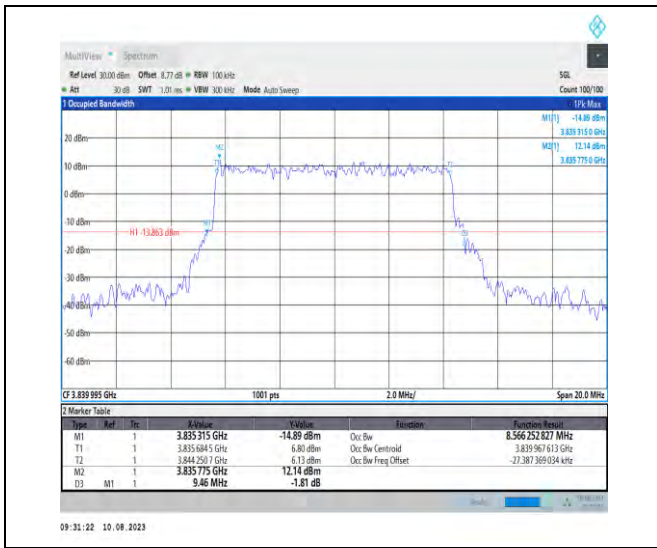 MultiView Spectrum
Ref Level 30.00 dBm Offset 8.77 dB RBW 100 kHz SGL
Att 30 dB SWT 1.01 ms VBW 300 kHz Mode Auto Sweep Count 100/100
1 Occupied Bandwidth 1Pk Max
M1[1] -14.89 dBm
3.835 315 0 GHz
M2[1] 12.14 dBm
3.835 775 0 GHz
20 dBm
M2
T1
10 dBm
0 dBm
-10 dBm
M1
H1 -13.863 dBm
-20 dBm
-30 dBm
-40 dBm
-50 dBm
-60 dBm
CF 3.839 995 GHz 1001 pts 2.0 MHz/ Span 20.0 MHz
2 Marker Table
Type Ref Trc X-Value Y-Value Function Function Result
M1 1 3.835 315 GHz -14.89 dBm Occ Bw 8.566 252 827 MHz
T1 1 3.835 684 5 GHz 6.80 dBm Occ Bw Centroid 3.839 967 613 GHz
T2 1 3.844 250 7 GHz 6.13 dBm Occ Bw Freq Offset -27.387 369 034 kHz
M2 1 3.835 775 GHz 12.14 dBm
D3 M1 1 9.46 MHz -1.81 dB
09:31:22 10.08.2023